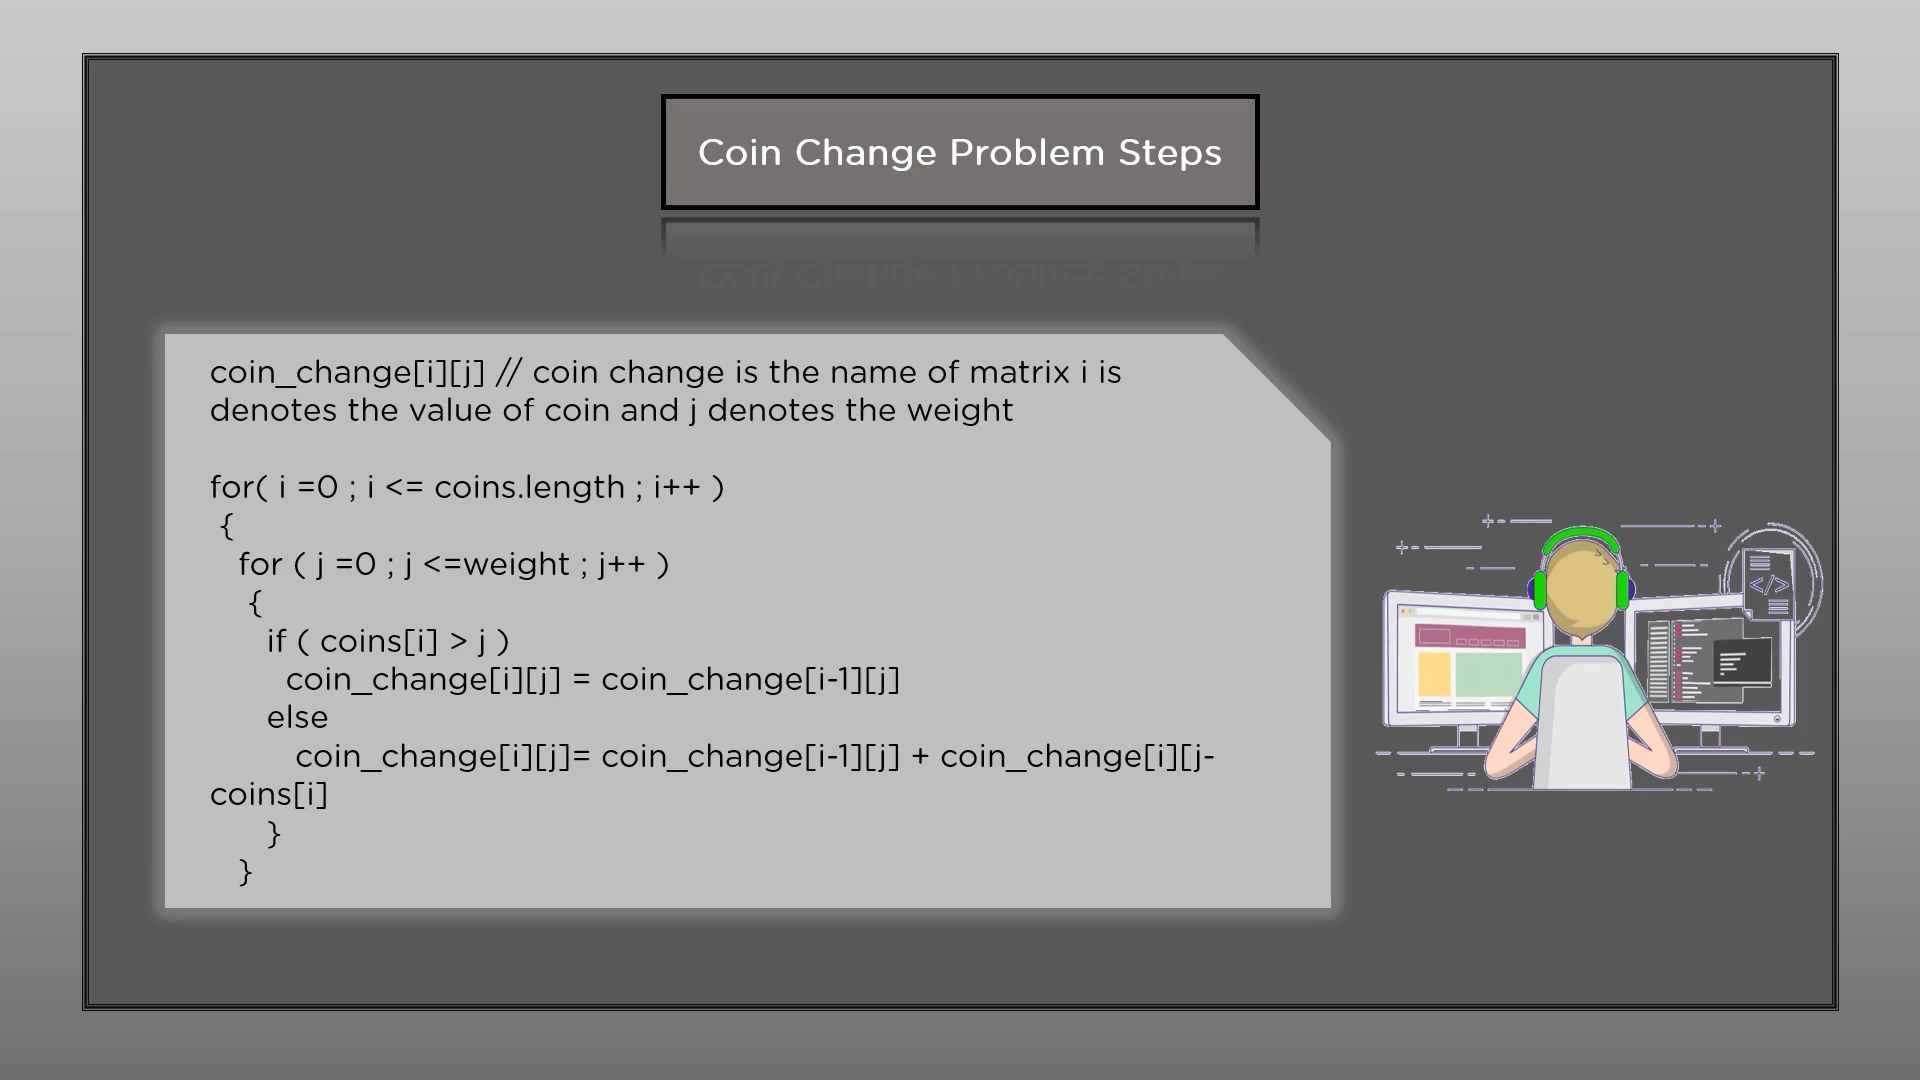 Coin Change Problem Steps
coin_change[i][j] // coin change is the name of matrix i is
denotes the value of coin and j denotes the weight
for( i =0 ; i <= coins.length ; i++ )
{
for ( j =0 ; j <=weight ; j++ )
{
if ( coins[i] > j )
coin_change[i][j] = coin_change[i-1][j]
else
coin_change[i][j]= coin_change[i-1][j] + coin_change[i][j-
coins[i]
}
}